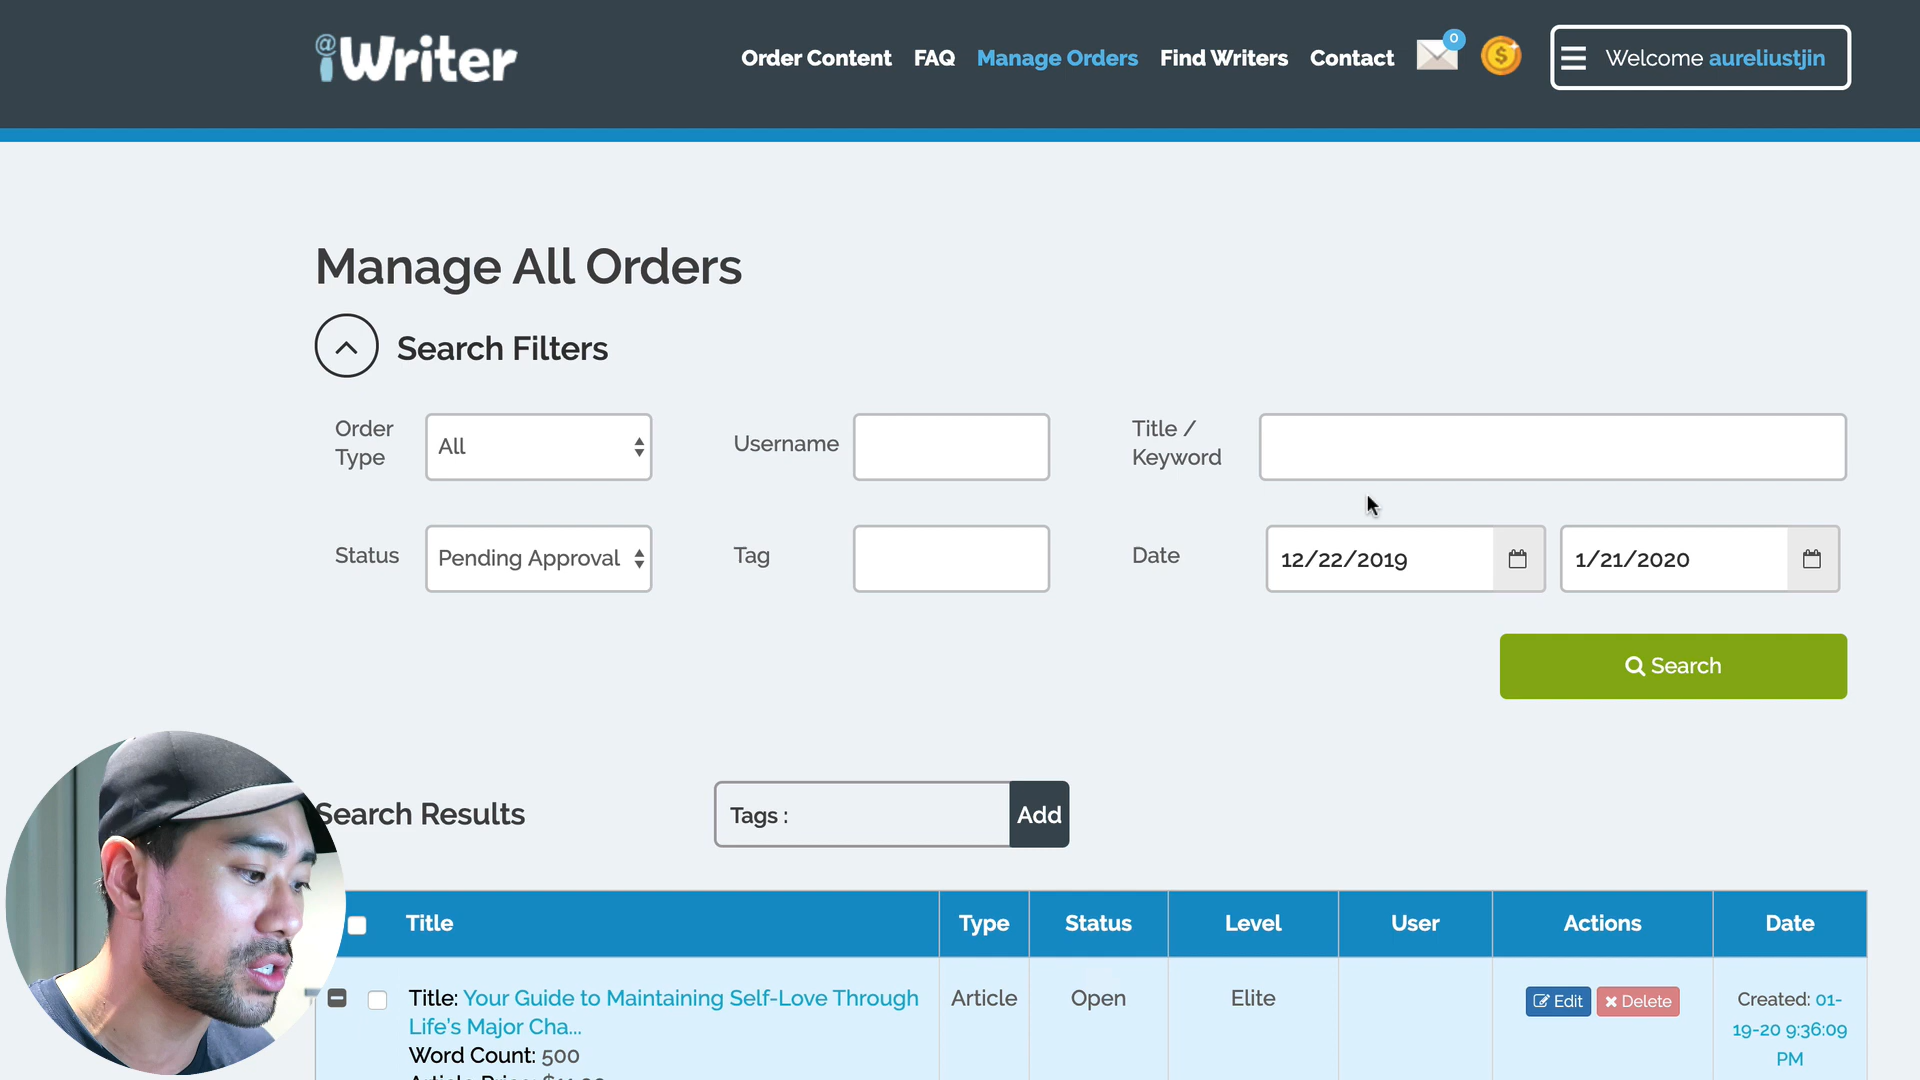 @iWriter
Order Content FAQ Manage Orders Find Writers Contact 0 $ Welcome aureliustjin
Manage All Orders
Search Filters
Order Type All Username Title / Keyword
Status Pending Approval Tag Date 12/22/2019 1/21/2020
Search
Search Results Tags : Add
Title Type Status Level User Actions Date
Title: Your Guide to Maintaining Self-Love Through Article Open Elite Edit Delete Created: 01-
Life's Major Cha... 19-20 9:36:09
Word Count: 500 PM